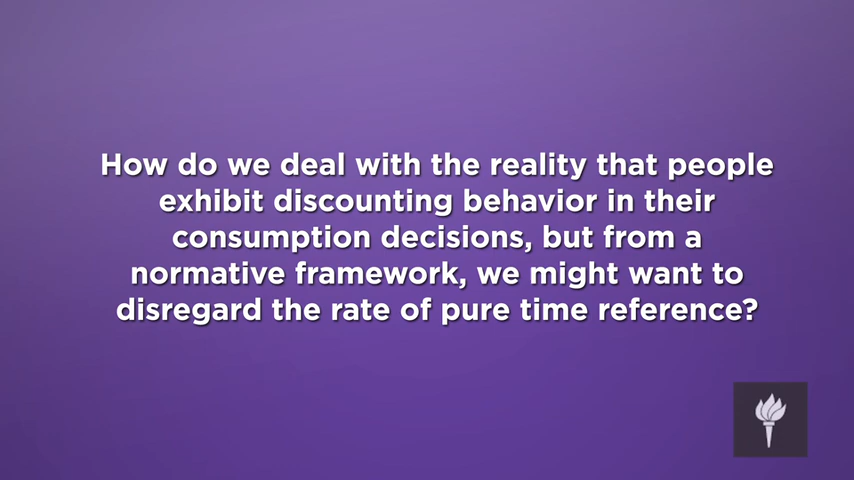 How do we deal with the reality that people
exhibit discounting behavior in their
consumption decisions, but from a
normative framework, we might want to
disregard the rate of pure time reference?